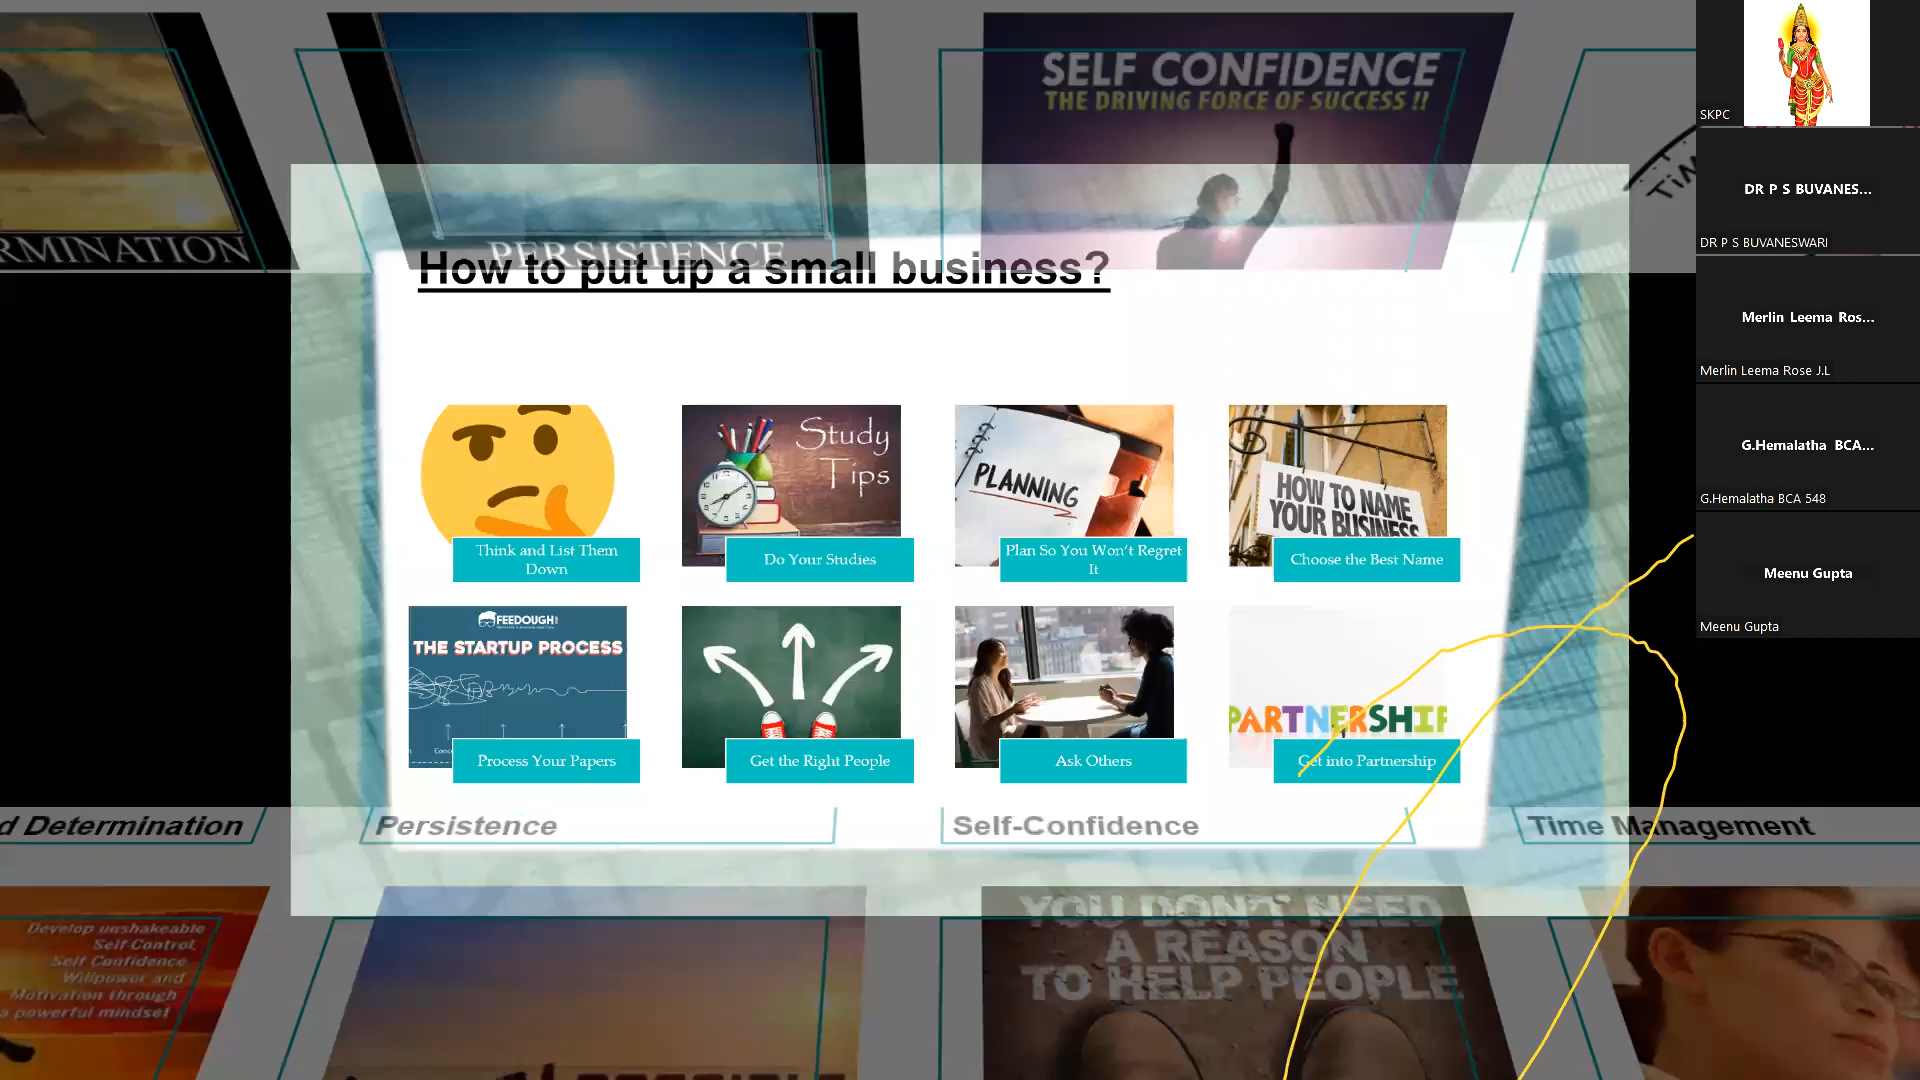 SELF CONFIDENCE
THE DRIVING FORCE OF SUCCESS !!
RMINATION
PERSISTENCE
How to put up a small business?
Study
Tips
PLANNING
HOW TO NAME
YOUR BUSINESS
Think and List Them
Down
Do Your Studies
Plan So You Won't Regret
It
Choose the Best Name
FEEDOUGH
THE STARTUP PROCESS
PARTNERSHIP
Process Your Papers
Get the Right People
Ask Others
Get into Partnership
d Determination
Persistence
Self-Confidence
Time Management
Develop unshakeable
Self-Control,
Self Confidence
Willpower and
Motivation through
a powerful mindset
YOU DON'T NEED
A REASON
TO HELP PEOPLE
SKPC
DR P S BUVANES...
DR P S BUVANESWARI
Merlin Leema Ros...
Merlin Leema Rose J.L
G.Hemalatha BCA...
G.Hemalatha BCA 548
Meenu Gupta
Meenu Gupta